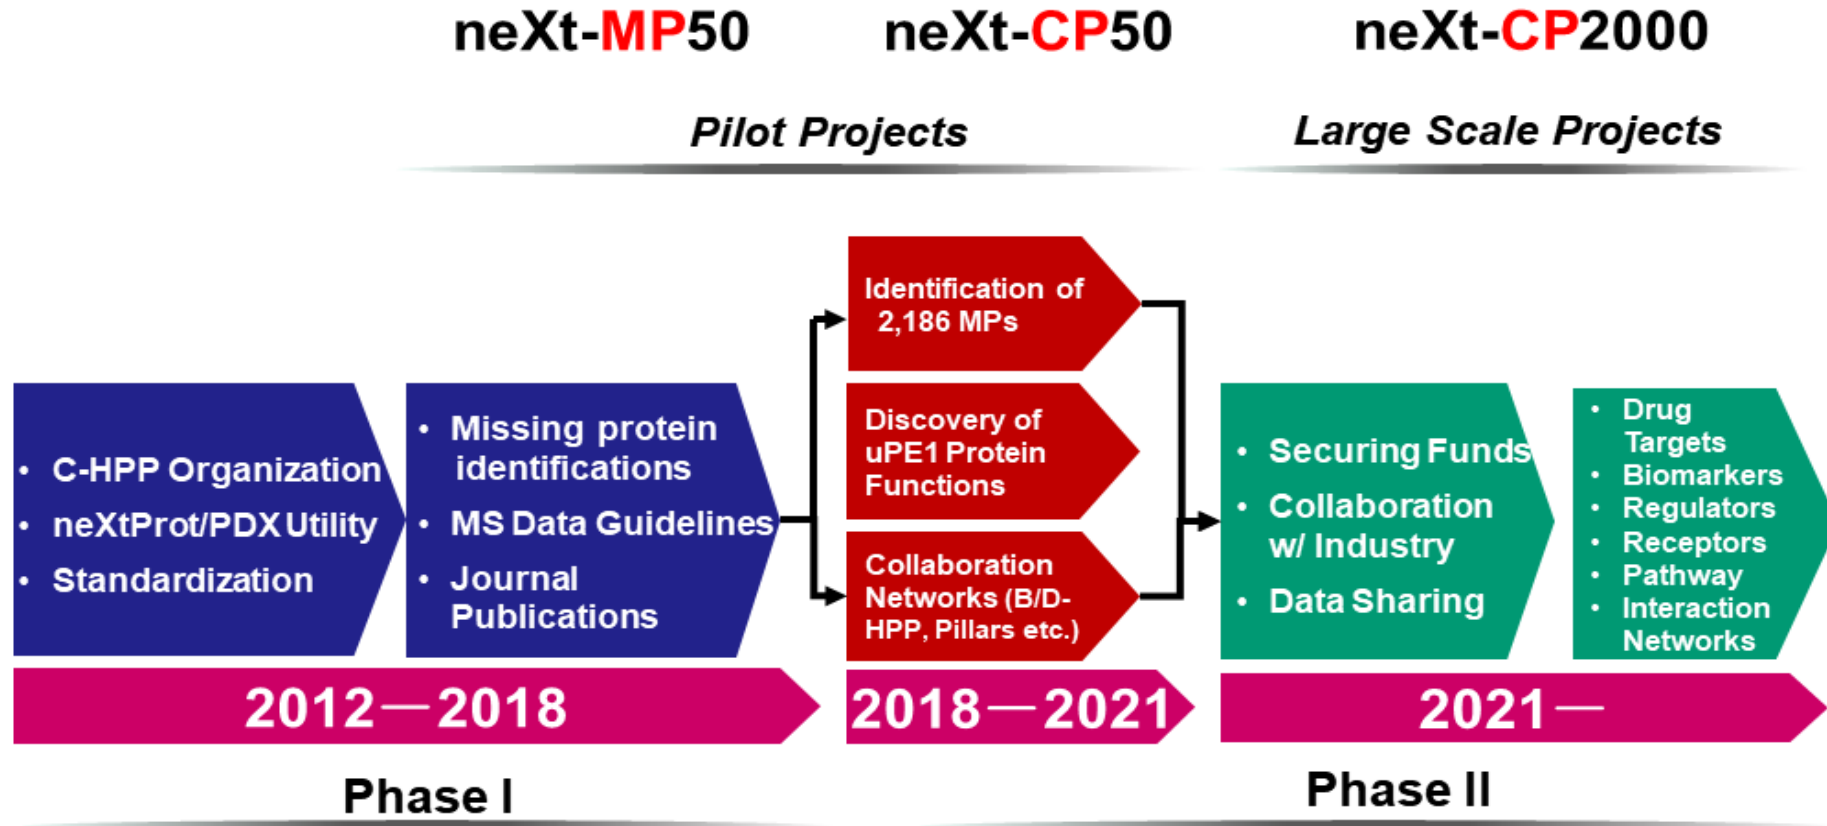 neXt-MP50
neXt-CP50
neXt-CP2000
Pilot Projects
Large Scale Projects
• C-HPP Organization
• neXtProt/PDX Utility
• Standardization
• Missing protein
identifications
• MS Data Guidelines
• Journal
Publications
Identification of
2,186 MPs
Discovery of
uPE1 Protein
Functions
Collaboration
Networks (B/D-
HPP, Pillars etc.)
• Securing Funds
• Collaboration
w/ Industry
• Data Sharing
• Drug
Targets
• Biomarkers
• Regulators
• Receptors
• Pathway
• Interaction
Networks
2012—2018
2018—2021
2021—
Phase I
Phase II